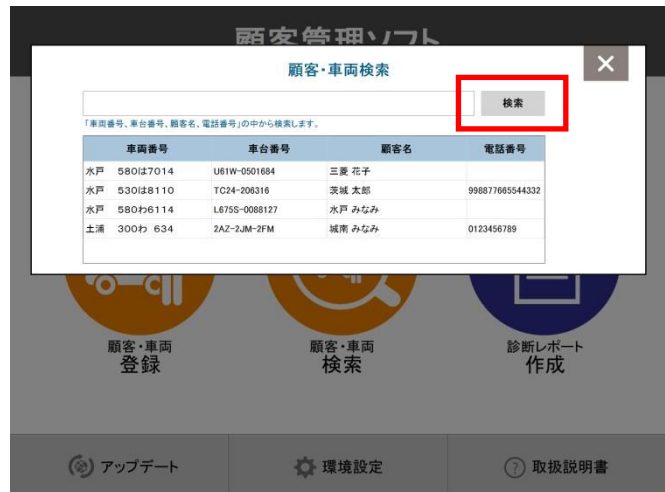 顧客管理ソフト
顧客・車両検索
検索
「車両番号、車台番号、顧客名、電話番号」の中から検索します。
車両番号 車台番号 顧客名 電話番号
水戸 580は7014 U61W-0501684 三菱 花子
水戸 530は8110 TC24-206316 茨城 太郎 998877665544332
水戸 580わ6114 L675S-0088127 水戸 みなみ
土浦 300わ 634 2AZ-2JM-2FM 城南 みなみ 0123456789
顧客・車両 顧客・車両 診断レポート
登録 検索 作成
アップデート 環境設定 ? 取扱説明書